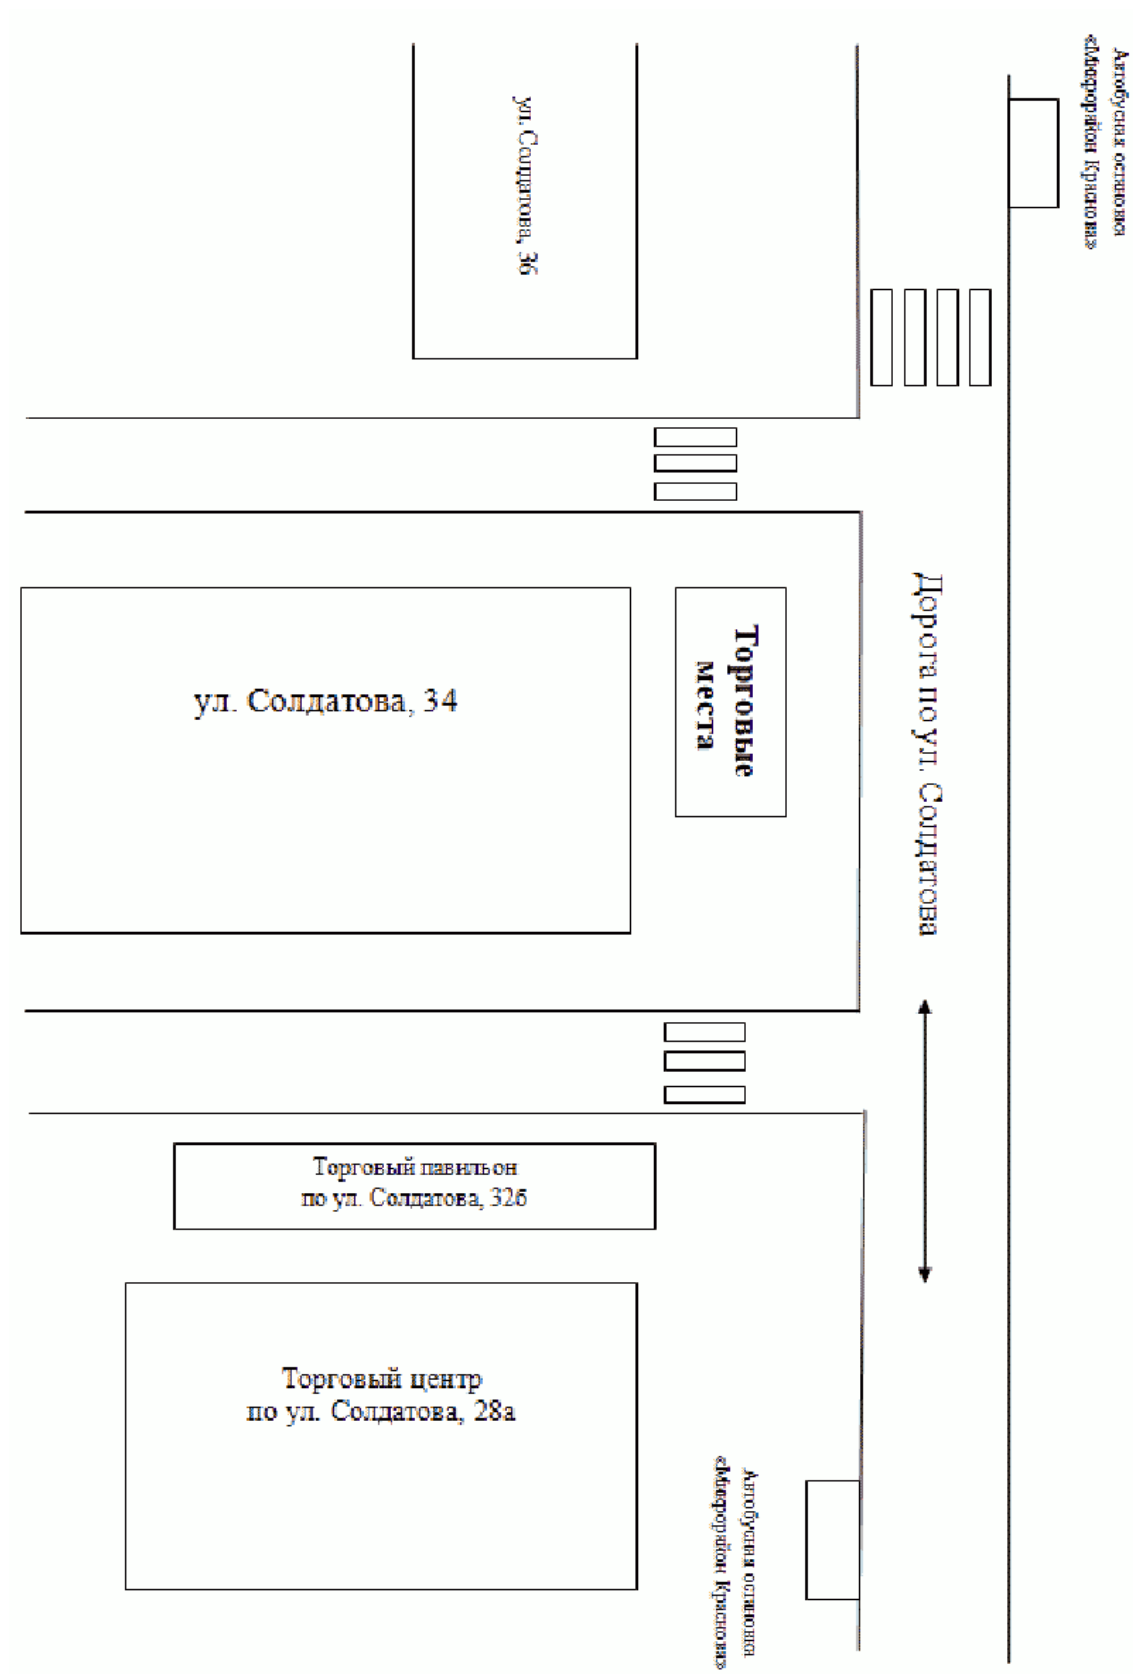 Автобусная остановка
«Микрорайон Краснова»
ул. Солдатова, 36
Дорога по ул. Солдатова
ул. Солдатова, 34
Торговые
места
Торговый павильон
по ул. Солдатова, 32б
Торговый центр
по ул. Солдатова, 28а
Автобусная остановка
«Микрорайон Краснова»